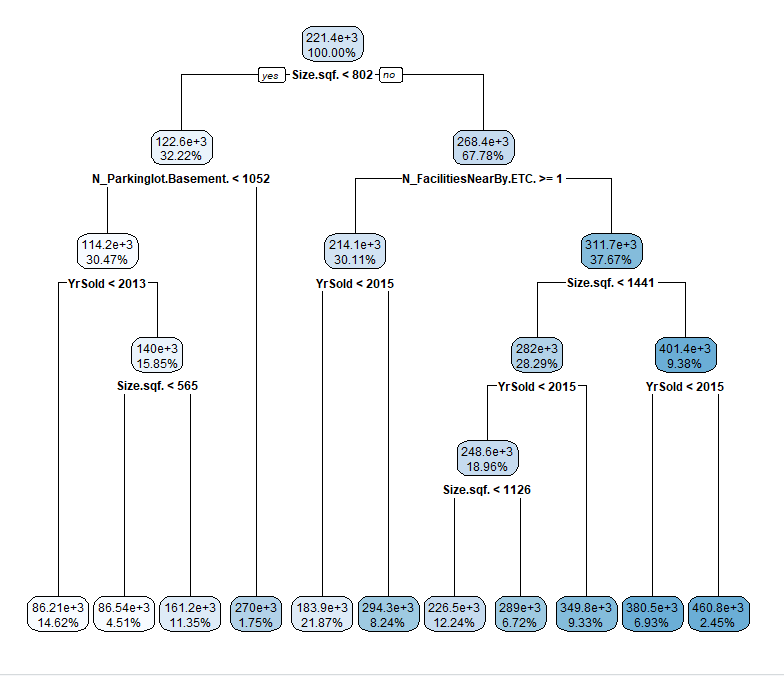 221.4e+3
100.00%
yes Size.sqf. < 802 no
122.6e+3
32.22%
268.4e+3
67.78%
N_Parkinglot.Basement. < 1052
N_FacilitiesNearBy.ETC. >= 1
114.2e+3
30.47%
214.1e+3
30.11%
311.7e+3
37.67%
YrSold < 2013
YrSold < 2015
Size.sqf. < 1441
140e+3
15.85%
282e+3
28.29%
401.4e+3
9.38%
Size.sqf. < 565
YrSold < 2015
YrSold < 2015
248.6e+3
18.96%
Size.sqf. < 1126
86.21e+3
14.62%
86.54e+3
4.51%
161.2e+3
11.35%
270e+3
1.75%
183.9e+3
21.87%
294.3e+3
8.24%
226.5e+3
12.24%
289e+3
6.72%
349.8e+3
9.33%
380.5e+3
6.93%
460.8e+3
2.45%